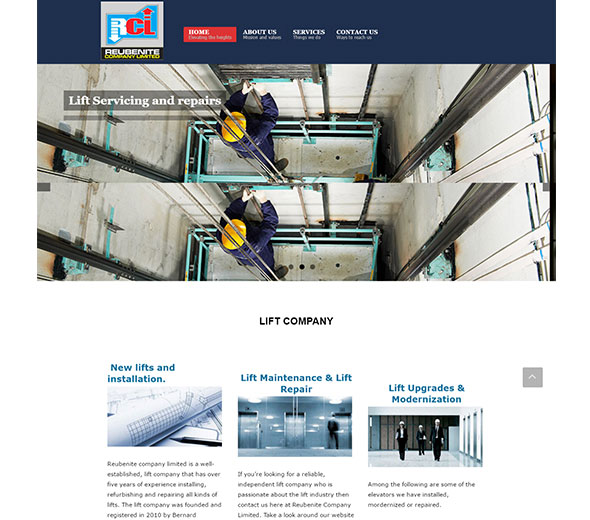 RCL
REUBENITE
COMPANY LIMITED
HOME
Elevating the heights
ABOUT US
Mission and values
SERVICES
Things we do
CONTACT US
Ways to reach us
Lift Servicing and repairs
LIFT COMPANY
New lifts and
installation.
Reubenite company limited is a well-
established, lift company that has over
five years of experience installing,
refurbishing and repairing all kinds of
lifts. The lift company was founded and
registered in 2010 by Bernard
Lift Maintenance & Lift
Repair
If you're looking for a reliable,
independent lift company who is
passionate about the lift industry then
contact us here at Reubenite Company
Limited. Take a look around our website
Lift Upgrades &
Modernization
Among the following are some of the
elevators we have installed,
mordernized or repaired.